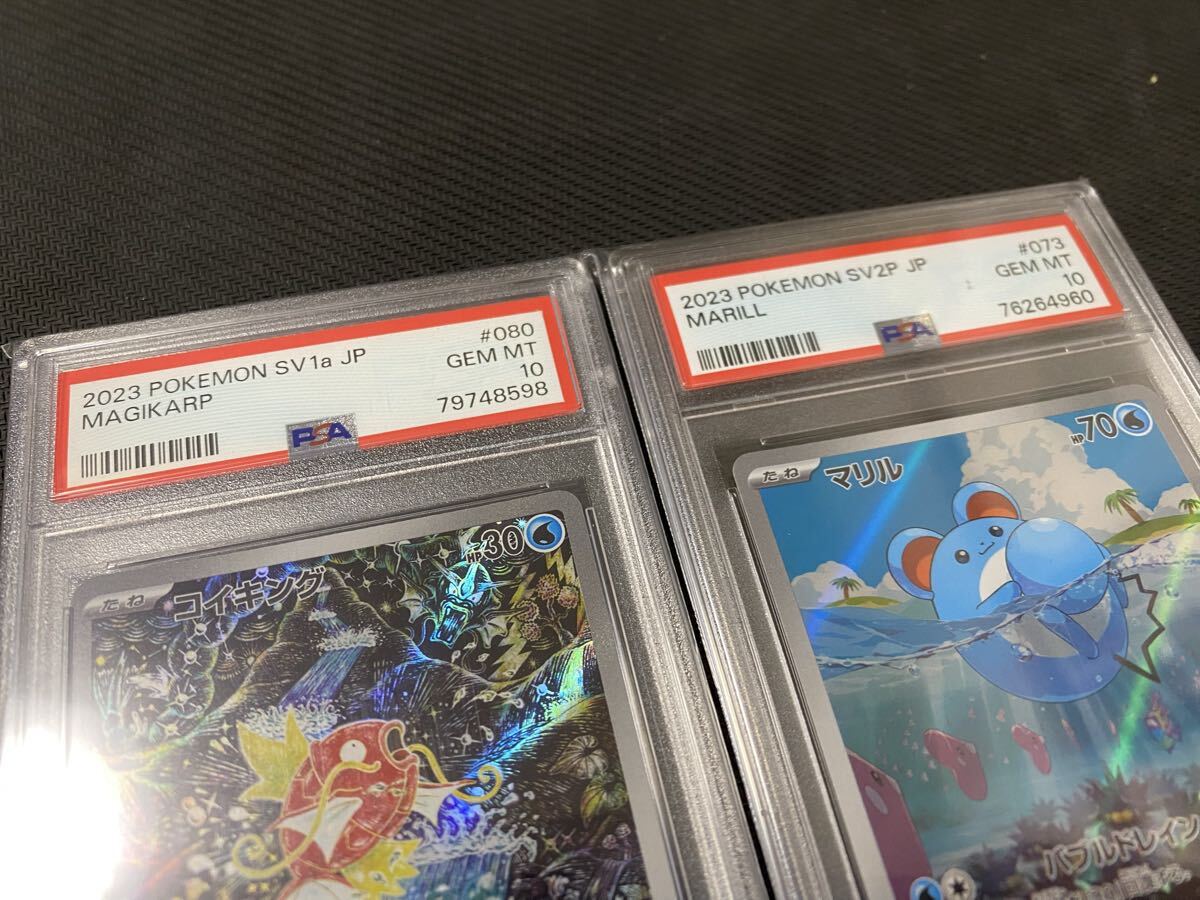 2023 POKEMON SV1a JP #080
MAGIKARP GEM MT
10
79748598
PSA
たね コイキング HP30
2023 POKEMON SV2P JP #073
MARILL GEM MT
10
76264960
PSA
たね マリル HP70
バブルドレイン